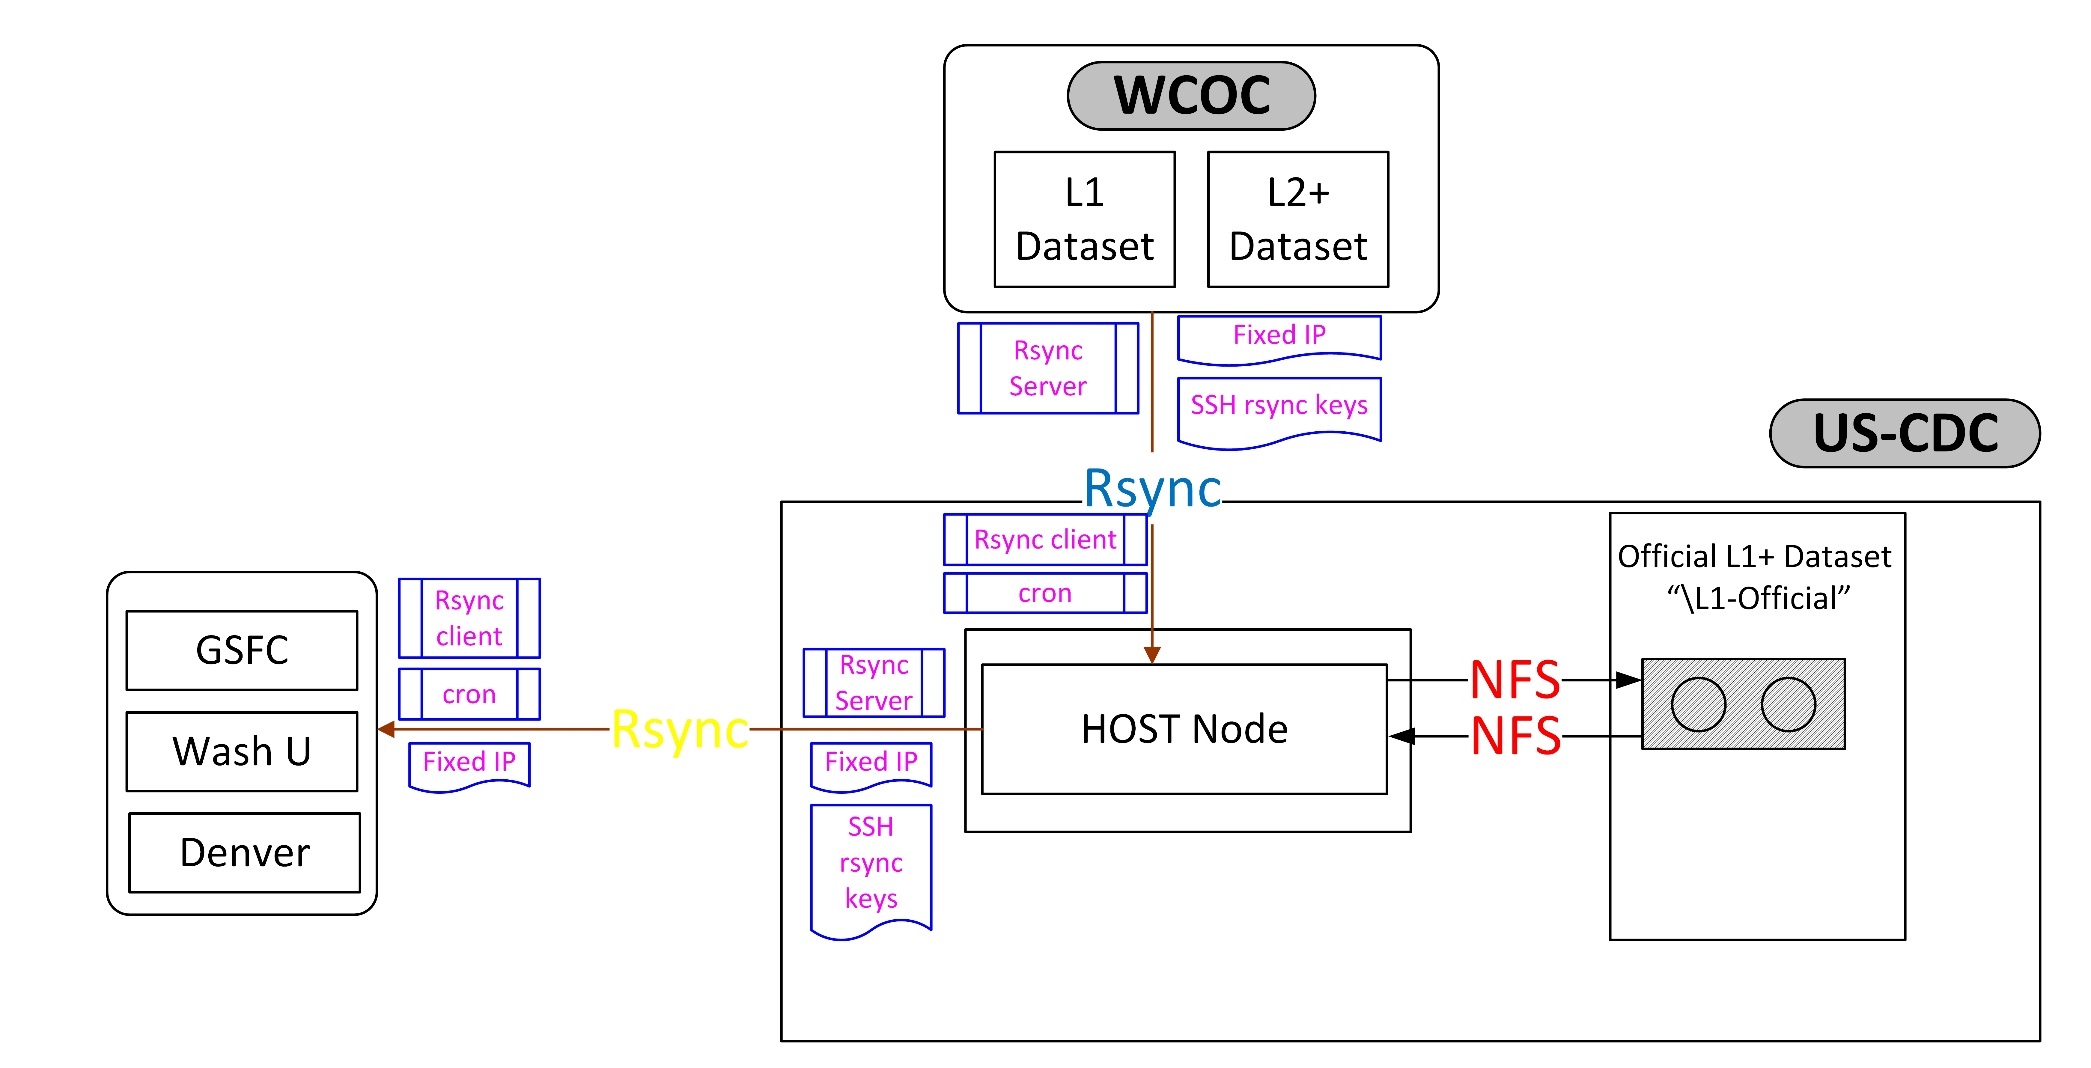 WCOC
L1
Dataset
L2+
Dataset
Rsync
Server
Fixed IP
SSH rsync keys
US-CDC
Rsync
Rsync client
cron
Official L1+ Dataset
“\L1-Official”
GSFC
Wash U
Denver
Rsync
client
cron
Fixed IP
Rsync
Rsync
Server
Fixed IP
SSH
rsync
keys
HOST Node
NFS
NFS